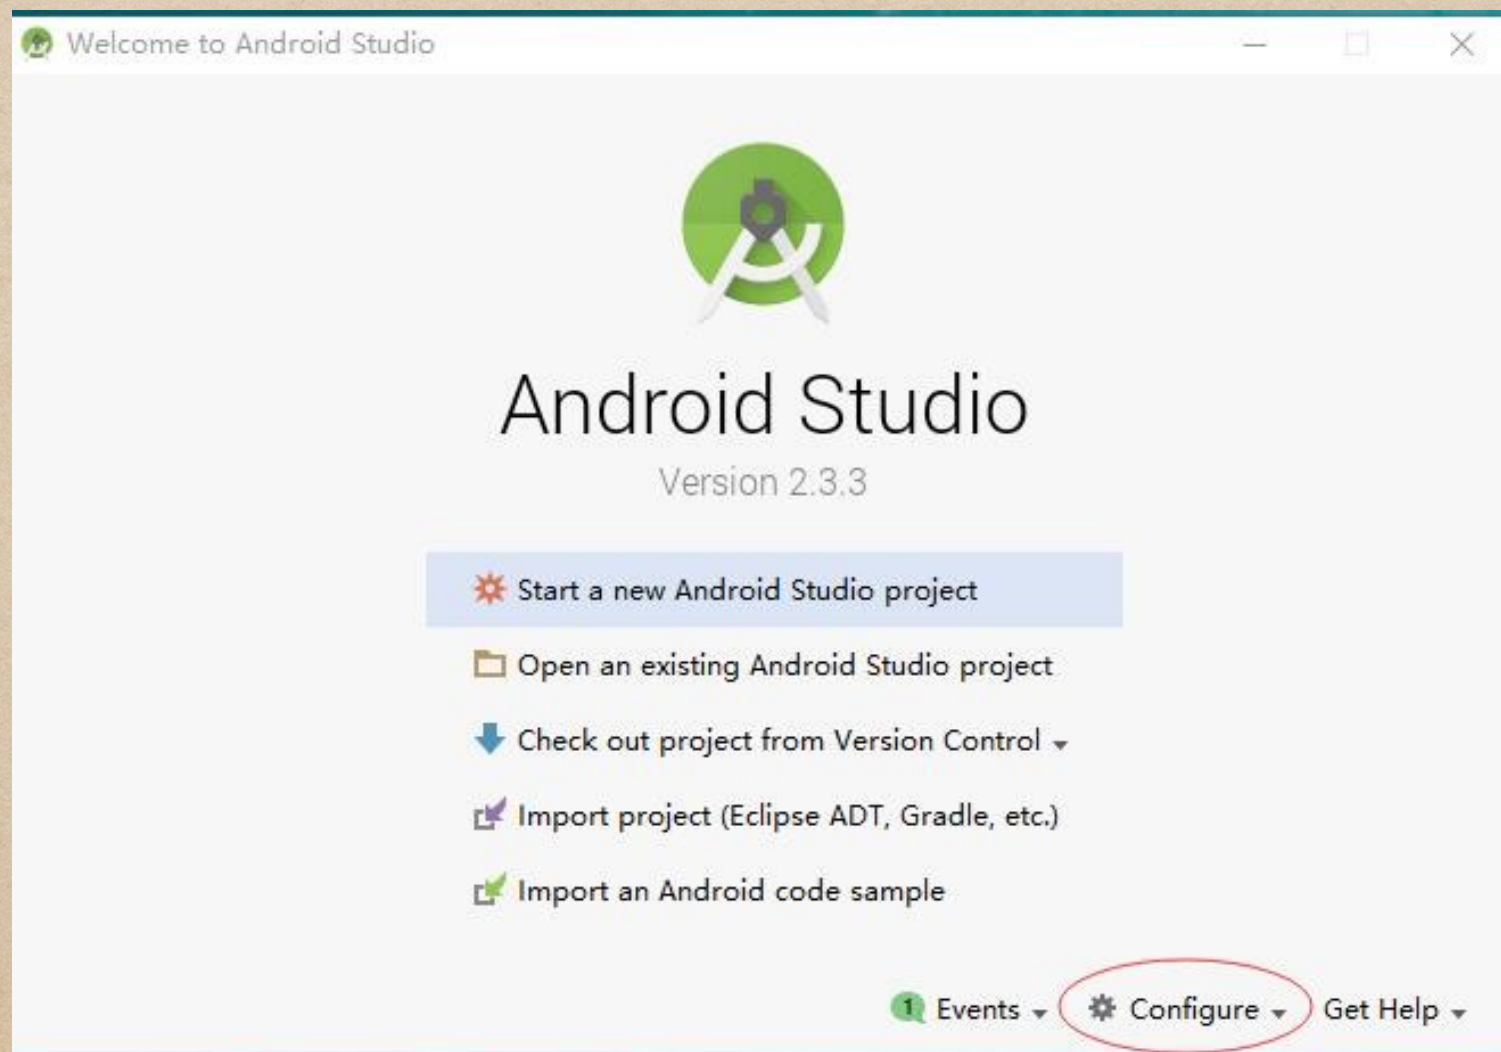 Welcome to Android Studio
Android Studio
Version 2.3.3
Start a new Android Studio project
Open an existing Android Studio project
Check out project from Version Control
Import project (Eclipse ADT, Gradle, etc.)
Import an Android code sample
1 Events Configure Get Help